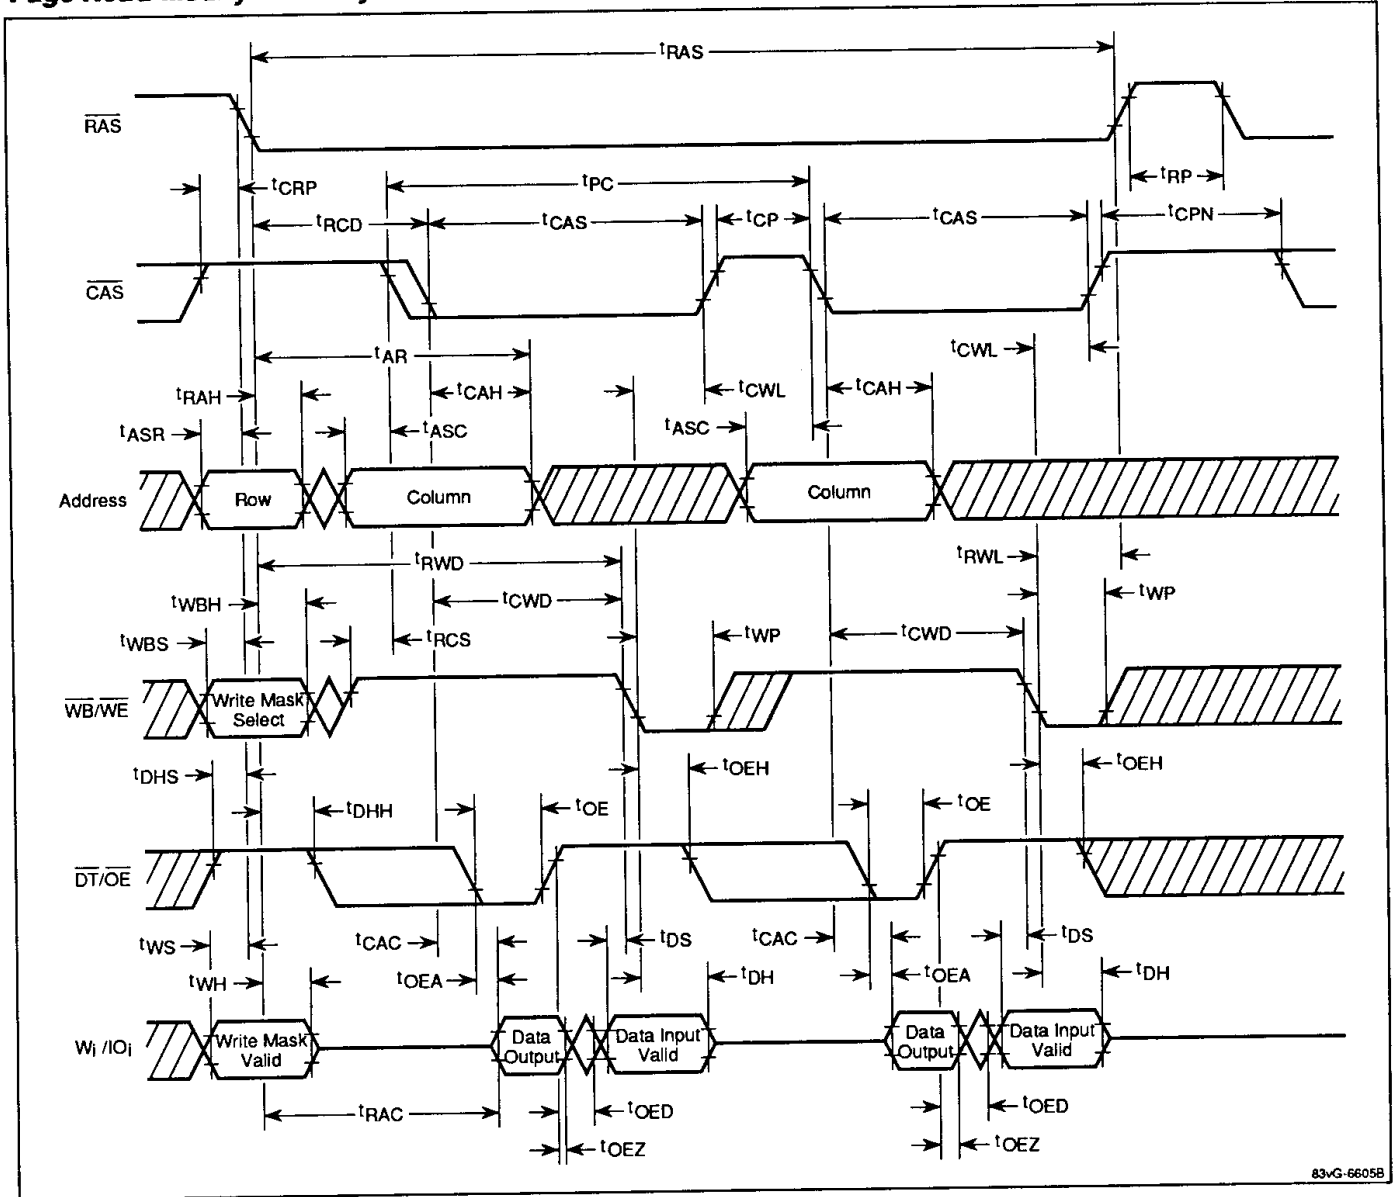 tRAS
RAS
tRP
tCRP
tPC
tRCD
tCAS
tCP
tCAS
tCPN
CAS
tAR
tCWL
tRAH
tCAH
tCWL
tCAH
tASR
tASC
tASC
Address
Row
Column
Column
tRWD
tRWL
tWBH
tCWD
tWP
tWBS
tRCS
tWP
tCWD
WB/WE
Write Mask
Select
tDHS
tOEH
tOEH
tDHH
tOE
tOE
DT/OE
tWS
tCAC
tDS
tCAC
tDS
tWH
tOEA
tDH
tOEA
tDH
Wi /IOi
Write Mask
Valid
Data
Output
Data Input
Valid
Data
Output
Data Input
Valid
tRAC
tOED
tOED
tOEZ
tOEZ
83vG-6605B